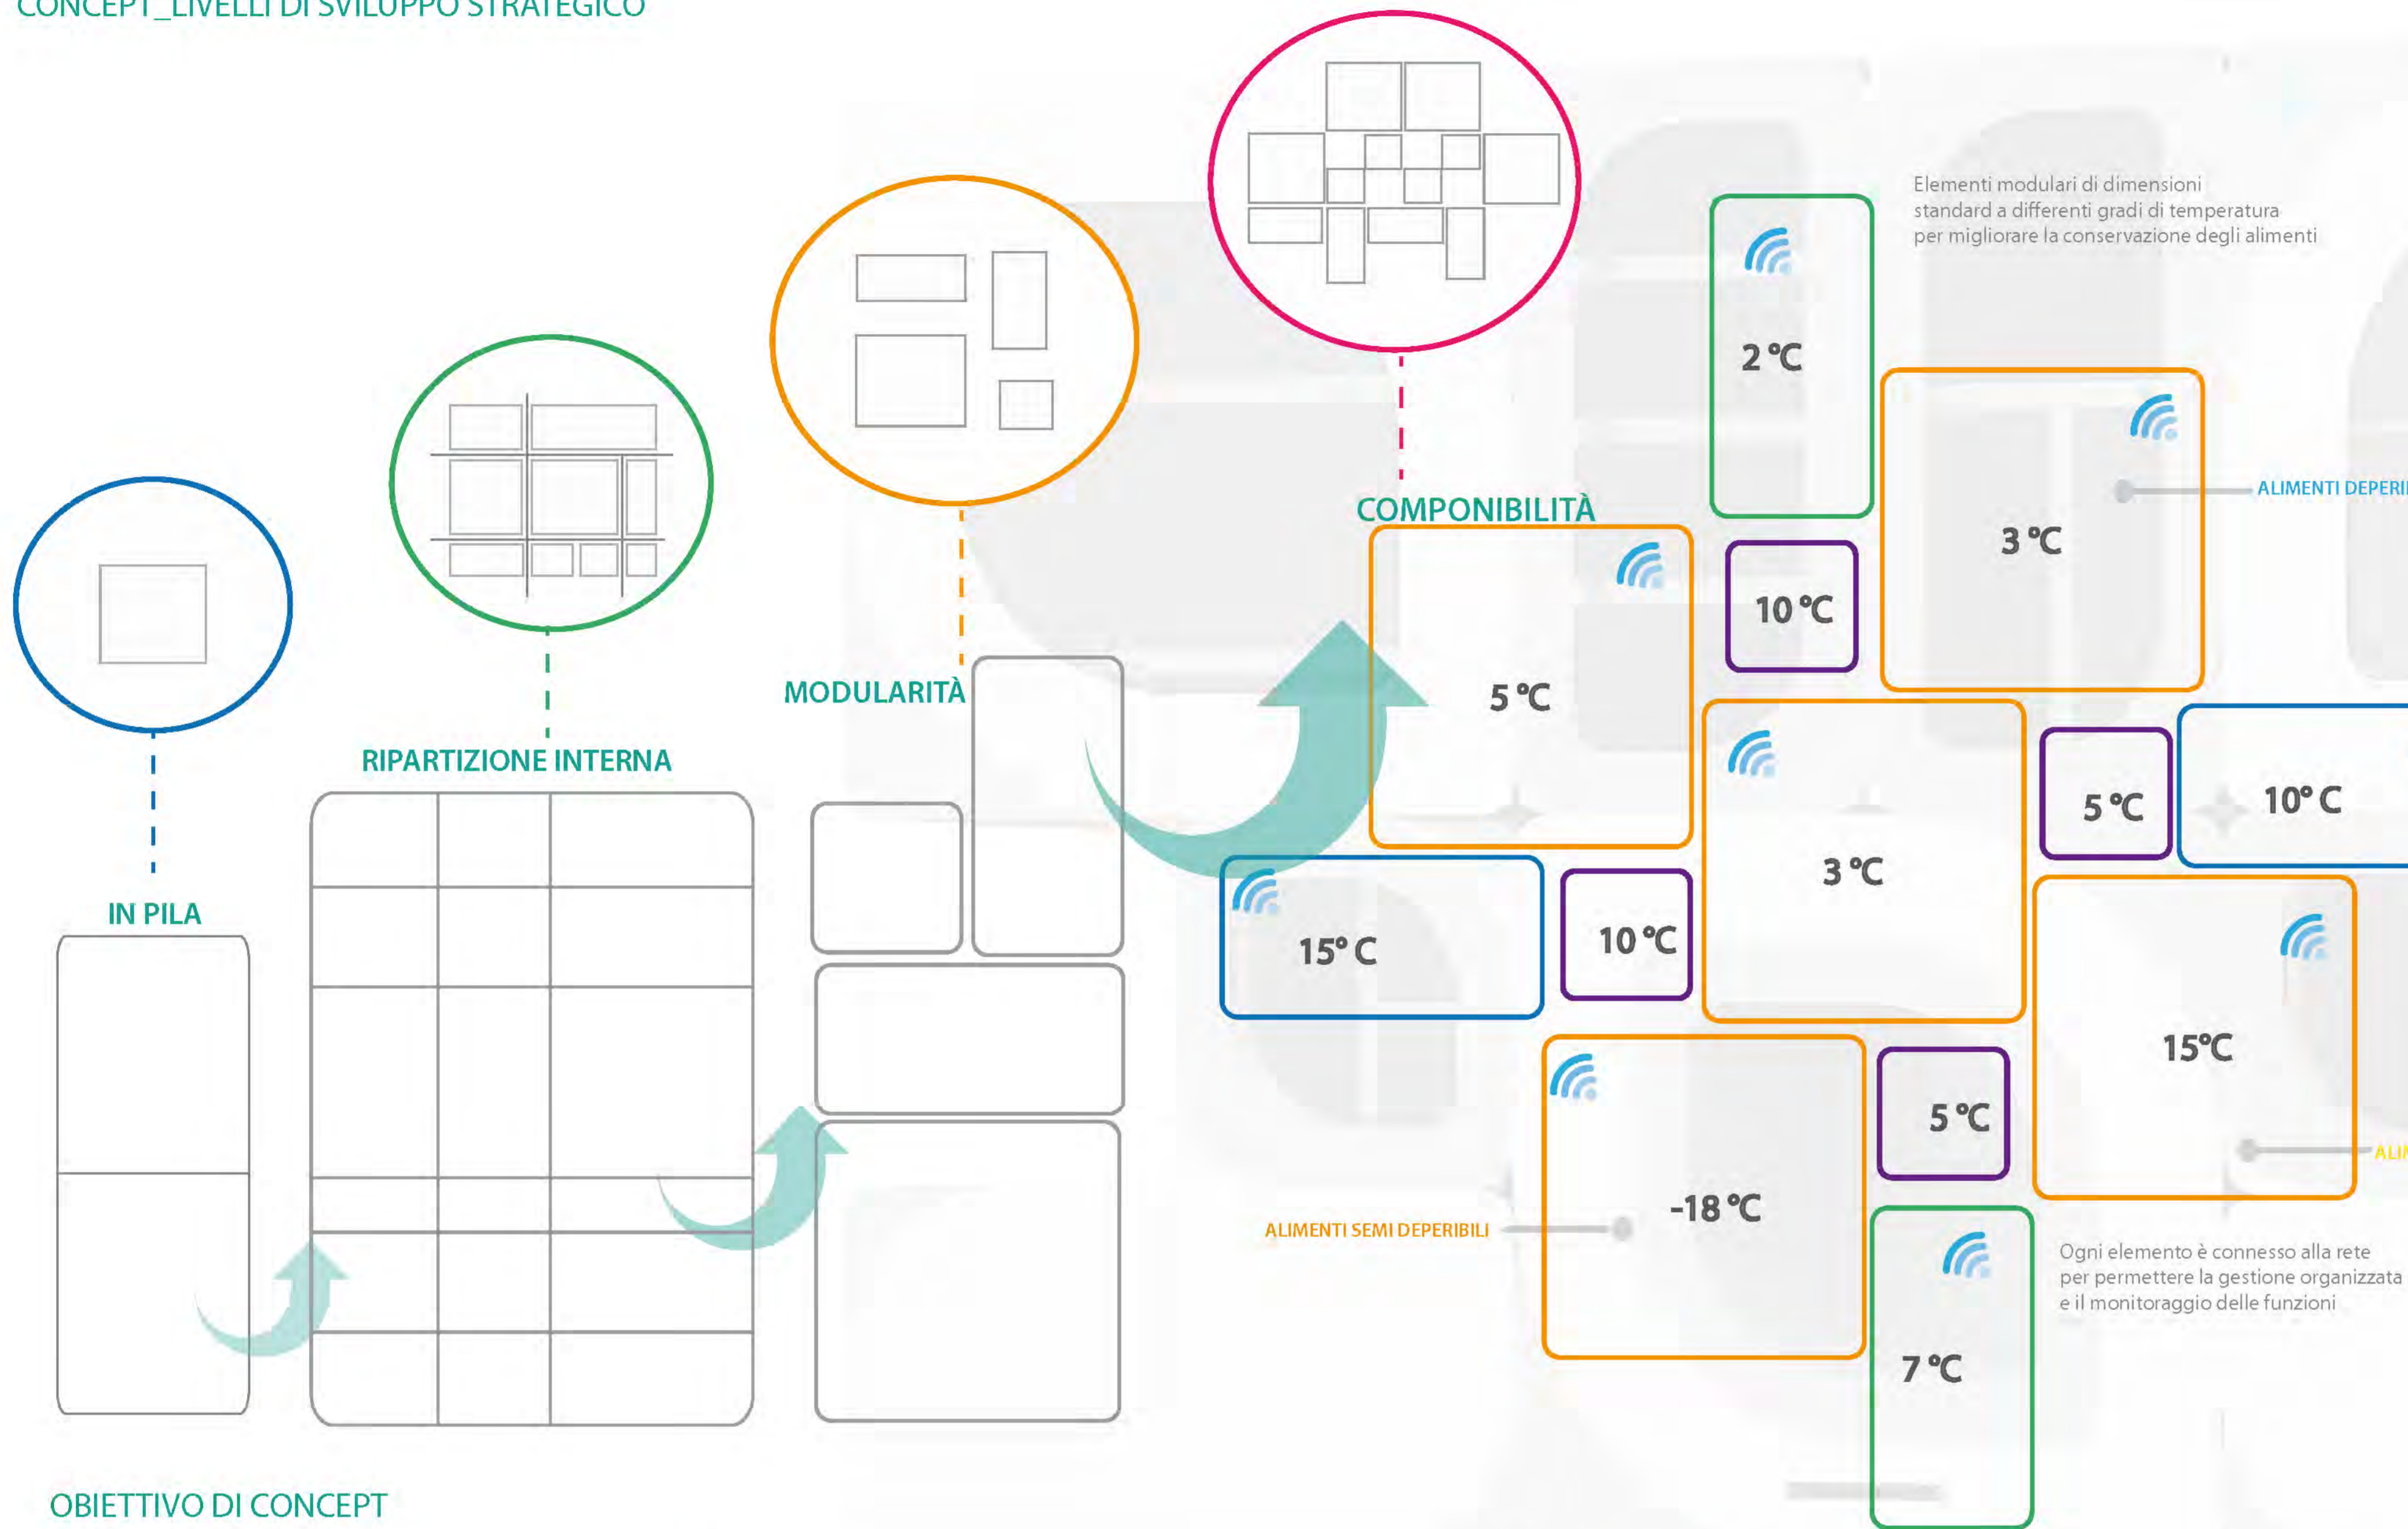 CONCEPT_LIVELLI DI SVILUPPO STRATEGICO
Elementi modulari di dimensioni
standard a differenti gradi di temperatura
per migliorare la conservazione degli alimenti
2 °C
3 °C
ALIMENTI
COMPONIBILITÀ
10 °C
5 °C
MODULARITÀ
RIPARTIZIONE INTERNA
5 °C
10° C
3 °C
IN PILA
15° C
10 °C
15°C
5 °C
-18 °C
ALIMENTI SEMI DEPERIBILI
Ogni elemento è connesso alla rete
per permettere la gestione organizzata
e il monitoraggio delle funzioni
7 °C
OBIETTIVO DI CONCEPT